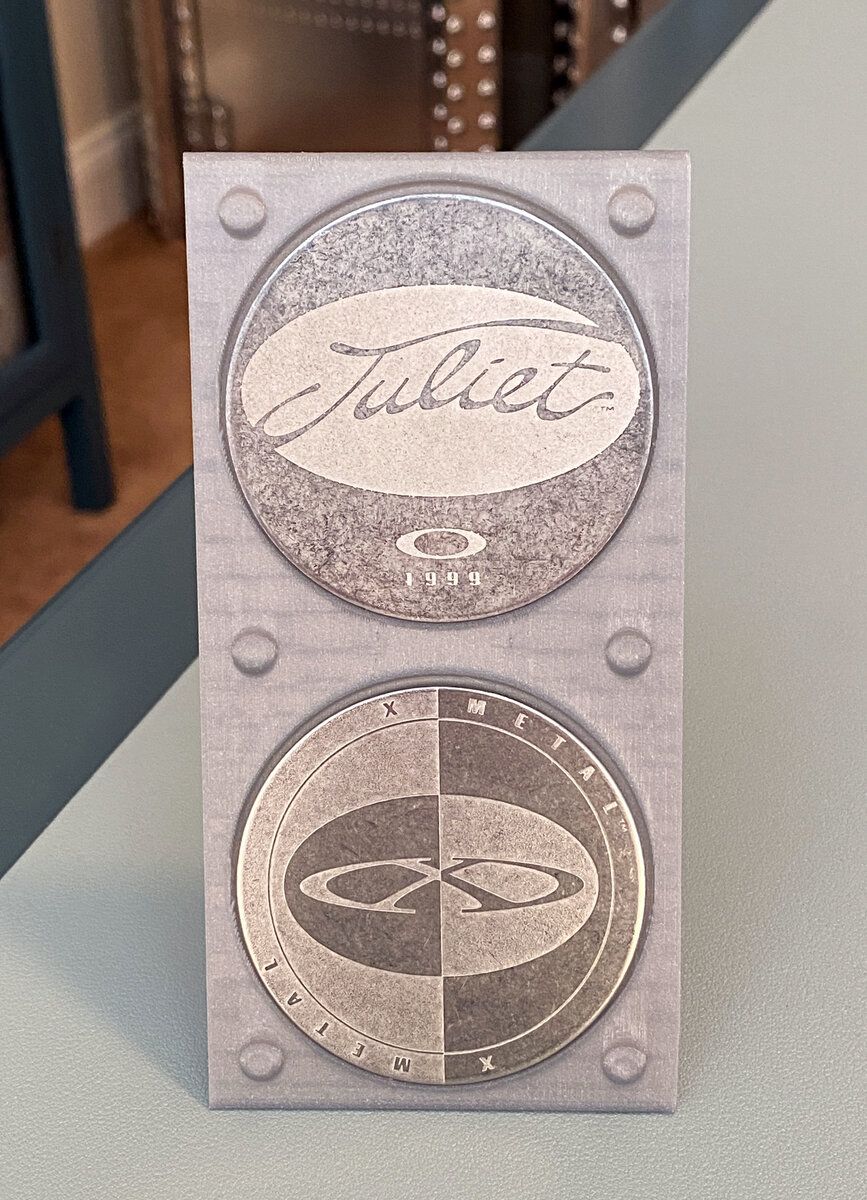 Juliet™
1999
X METAL™
X METAL